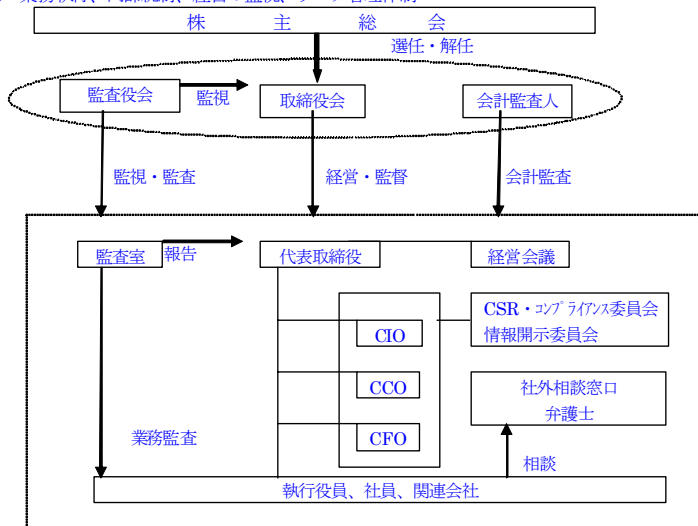 株主総会
選任・解任
監査役会
監視
取締役会
会計監査人
監視・監査
経営・監督
会計監査
監査室
報告
代表取締役
経営会議
CIO
CSR・コンプライアンス委員会
情報開示委員会
CCO
社外相談窓口
弁護士
CFO
業務監査
相談
執行役員、社員、関連会社